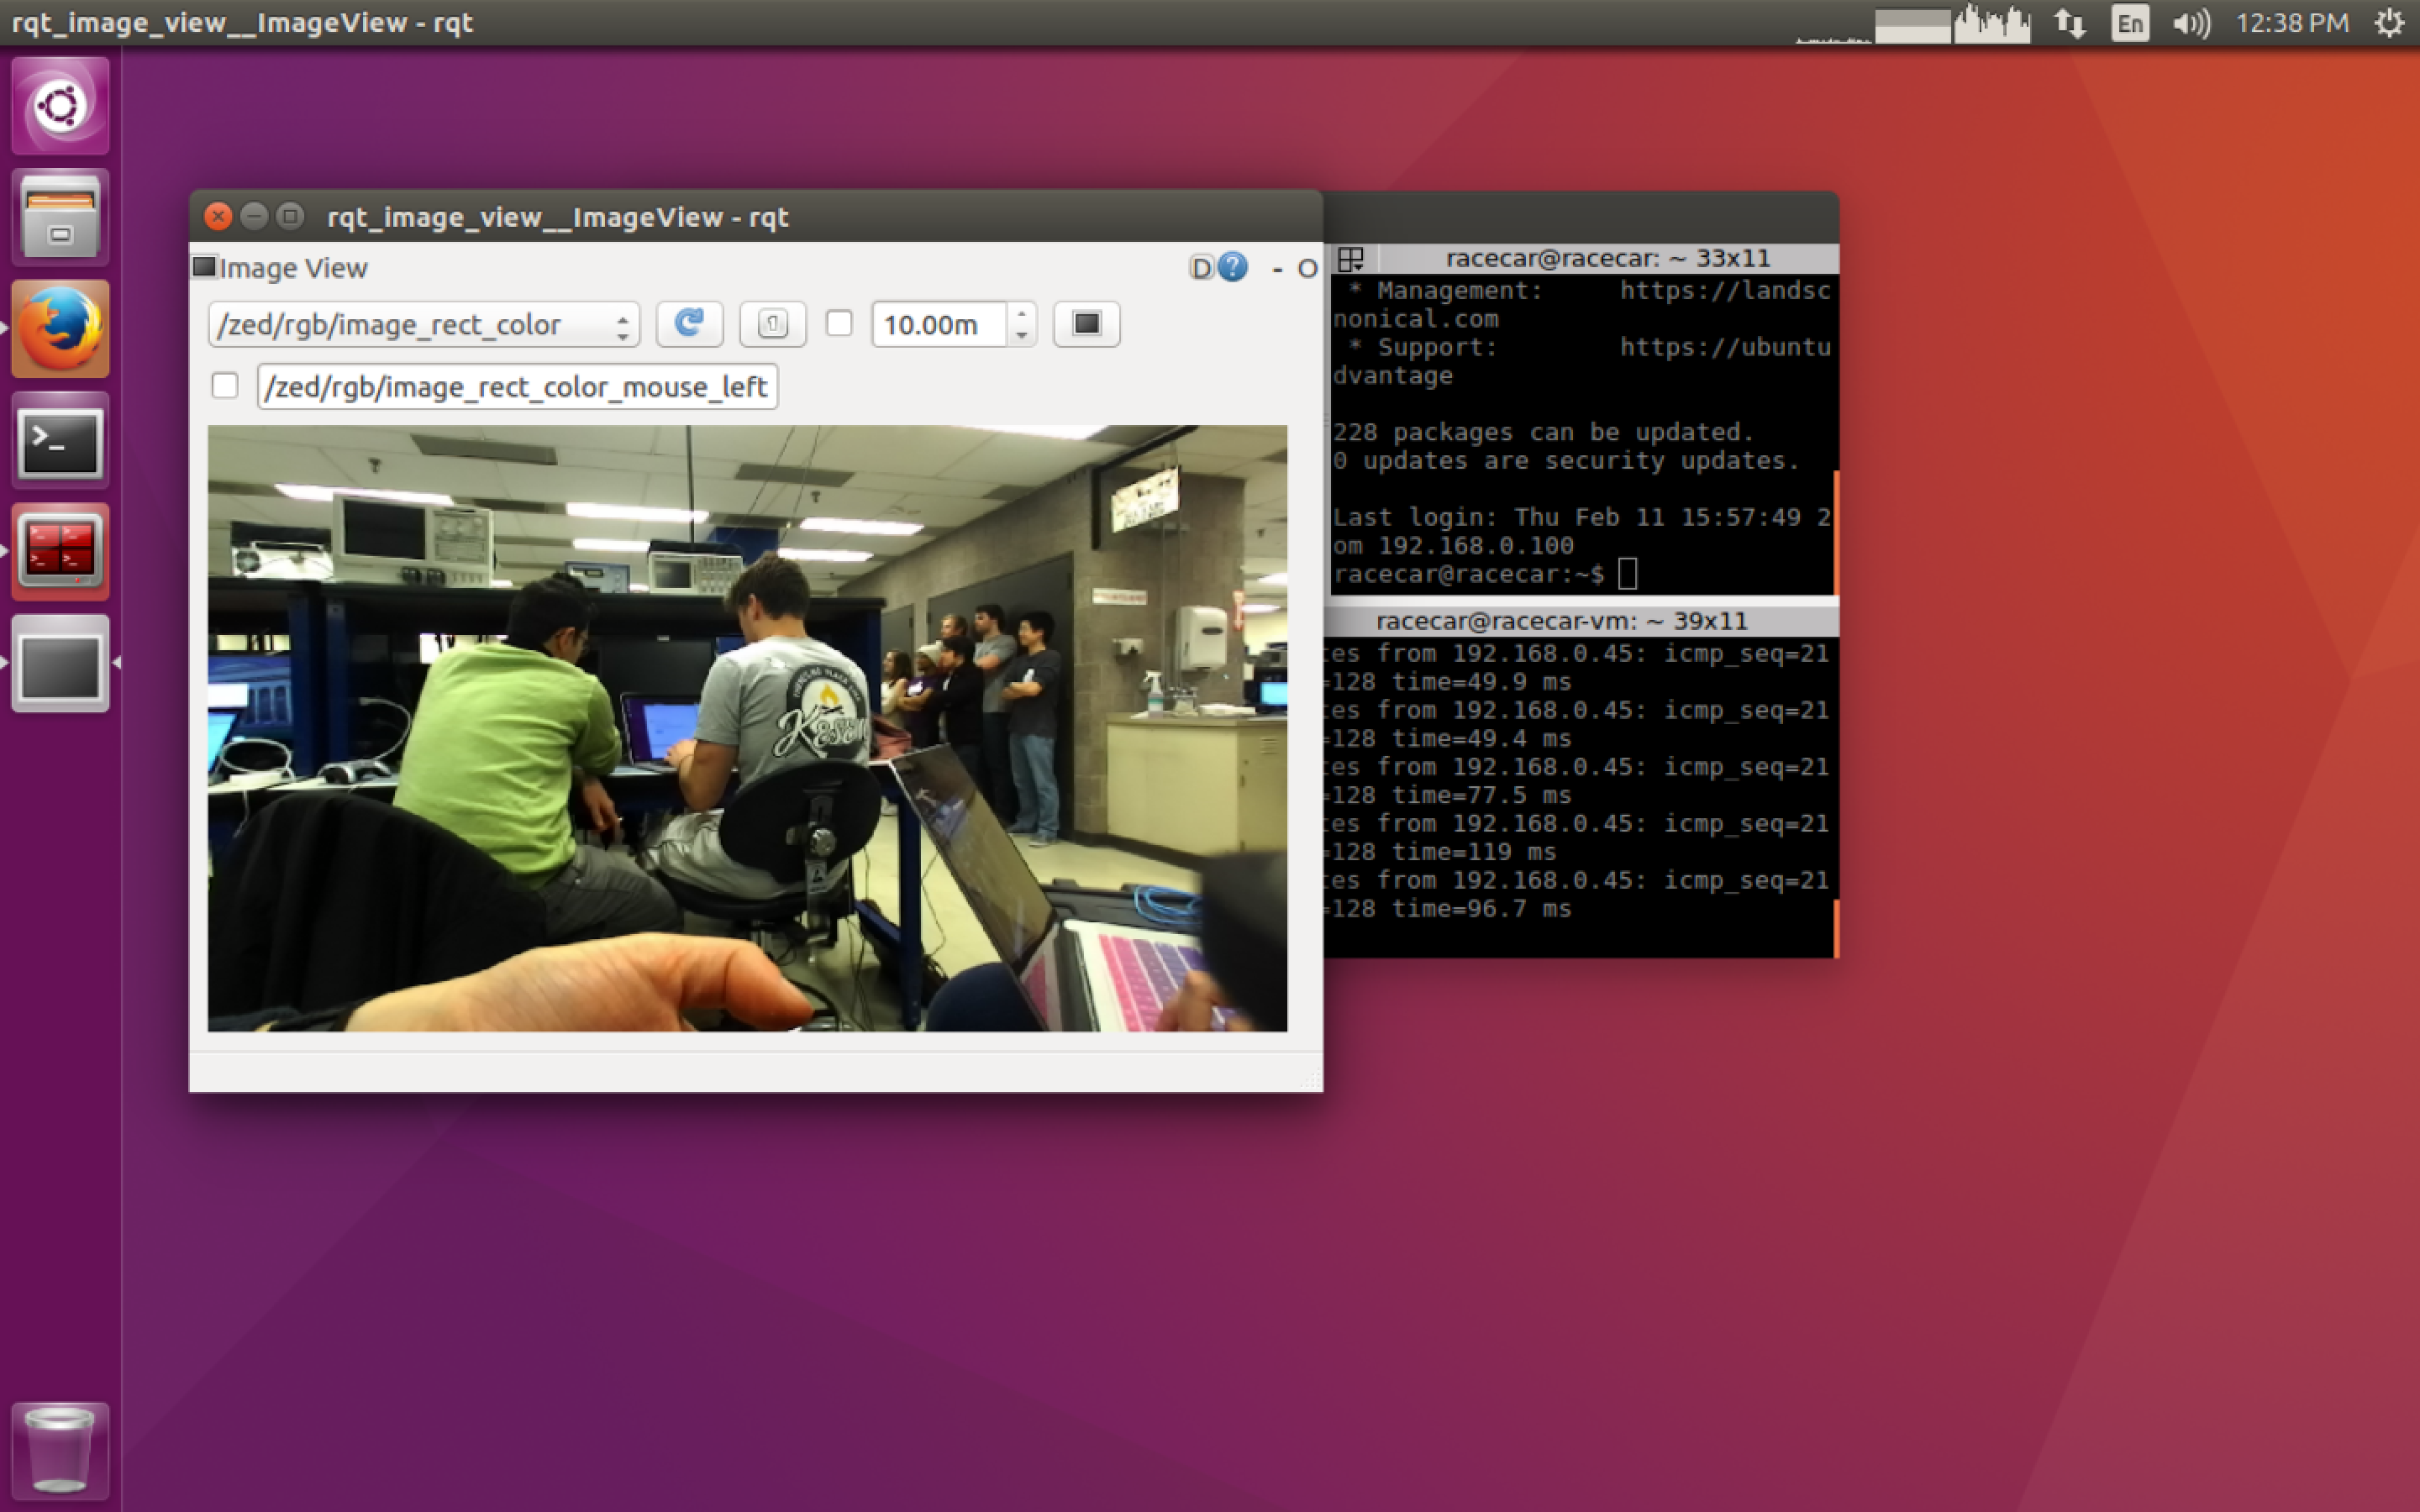 rqt_image_view__ImageView - rqt
En
12:38 PM
rqt_image_view__ImageView - rqt
Image View
D ? - O
/zed/rgb/image_rect_color
1
10.00m
/zed/rgb/image_rect_color_mouse_left
racecar@racecar: ~ 33x11
* Management: https://landsc
nonical.com
* Support: https://ubuntu
dvantage
228 packages can be updated.
0 updates are security updates.
Last login: Thu Feb 11 15:57:49 2
om 192.168.0.100
racecar@racecar:~$
racecar@racecar-vm: ~ 39x11
tes from 192.168.0.45: icmp_seq=21
=128 time=49.9 ms
tes from 192.168.0.45: icmp_seq=21
=128 time=49.4 ms
tes from 192.168.0.45: icmp_seq=21
=128 time=77.5 ms
tes from 192.168.0.45: icmp_seq=21
=128 time=119 ms
tes from 192.168.0.45: icmp_seq=21
=128 time=96.7 ms